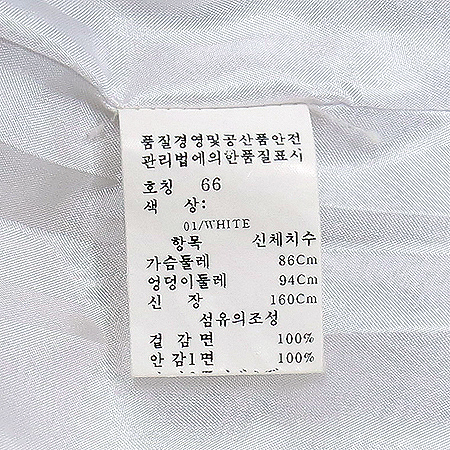 품질경영및공산품안전
관리법에의한품질표시
호칭 66
색 상:
01/WHITE
항목 신체치수
가슴둘레 86Cm
엉덩이둘레 94Cm
신 장 160Cm
섬유의조성
겉 감면 100%
안 감1면 100%